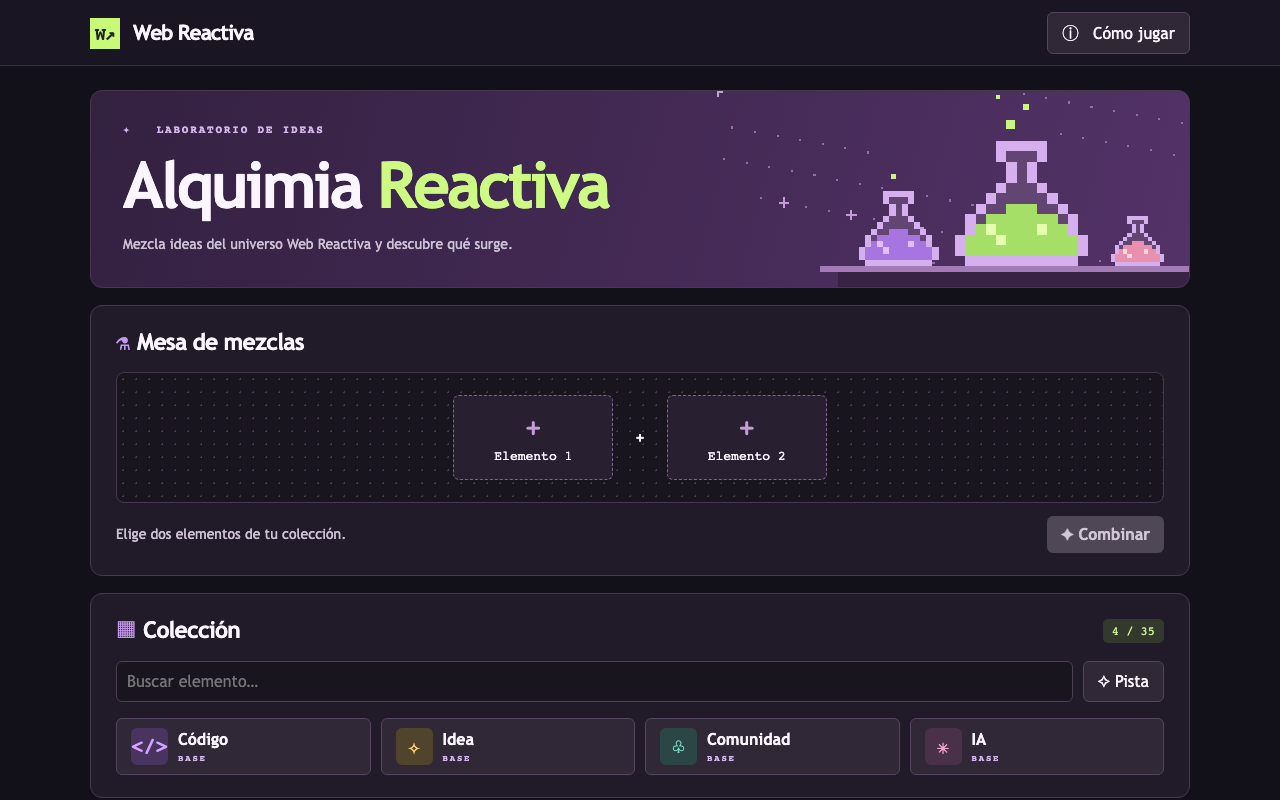 W↗ Web Reactiva
ⓘ Cómo jugar
✦ LABORATORIO DE IDEAS
Alquimia Reactiva
Mezcla ideas del universo Web Reactiva y descubre qué surge.
⚗ Mesa de mezclas
+ + +
Elemento 1 Elemento 2
Elige dos elementos de tu colección.
✦ Combinar
▦ Colección
4 / 35
Buscar elemento…
✧ Pista
</> Código
BASE
✧ Idea
BASE
♧ Comunidad
BASE
✳ IA
BASE